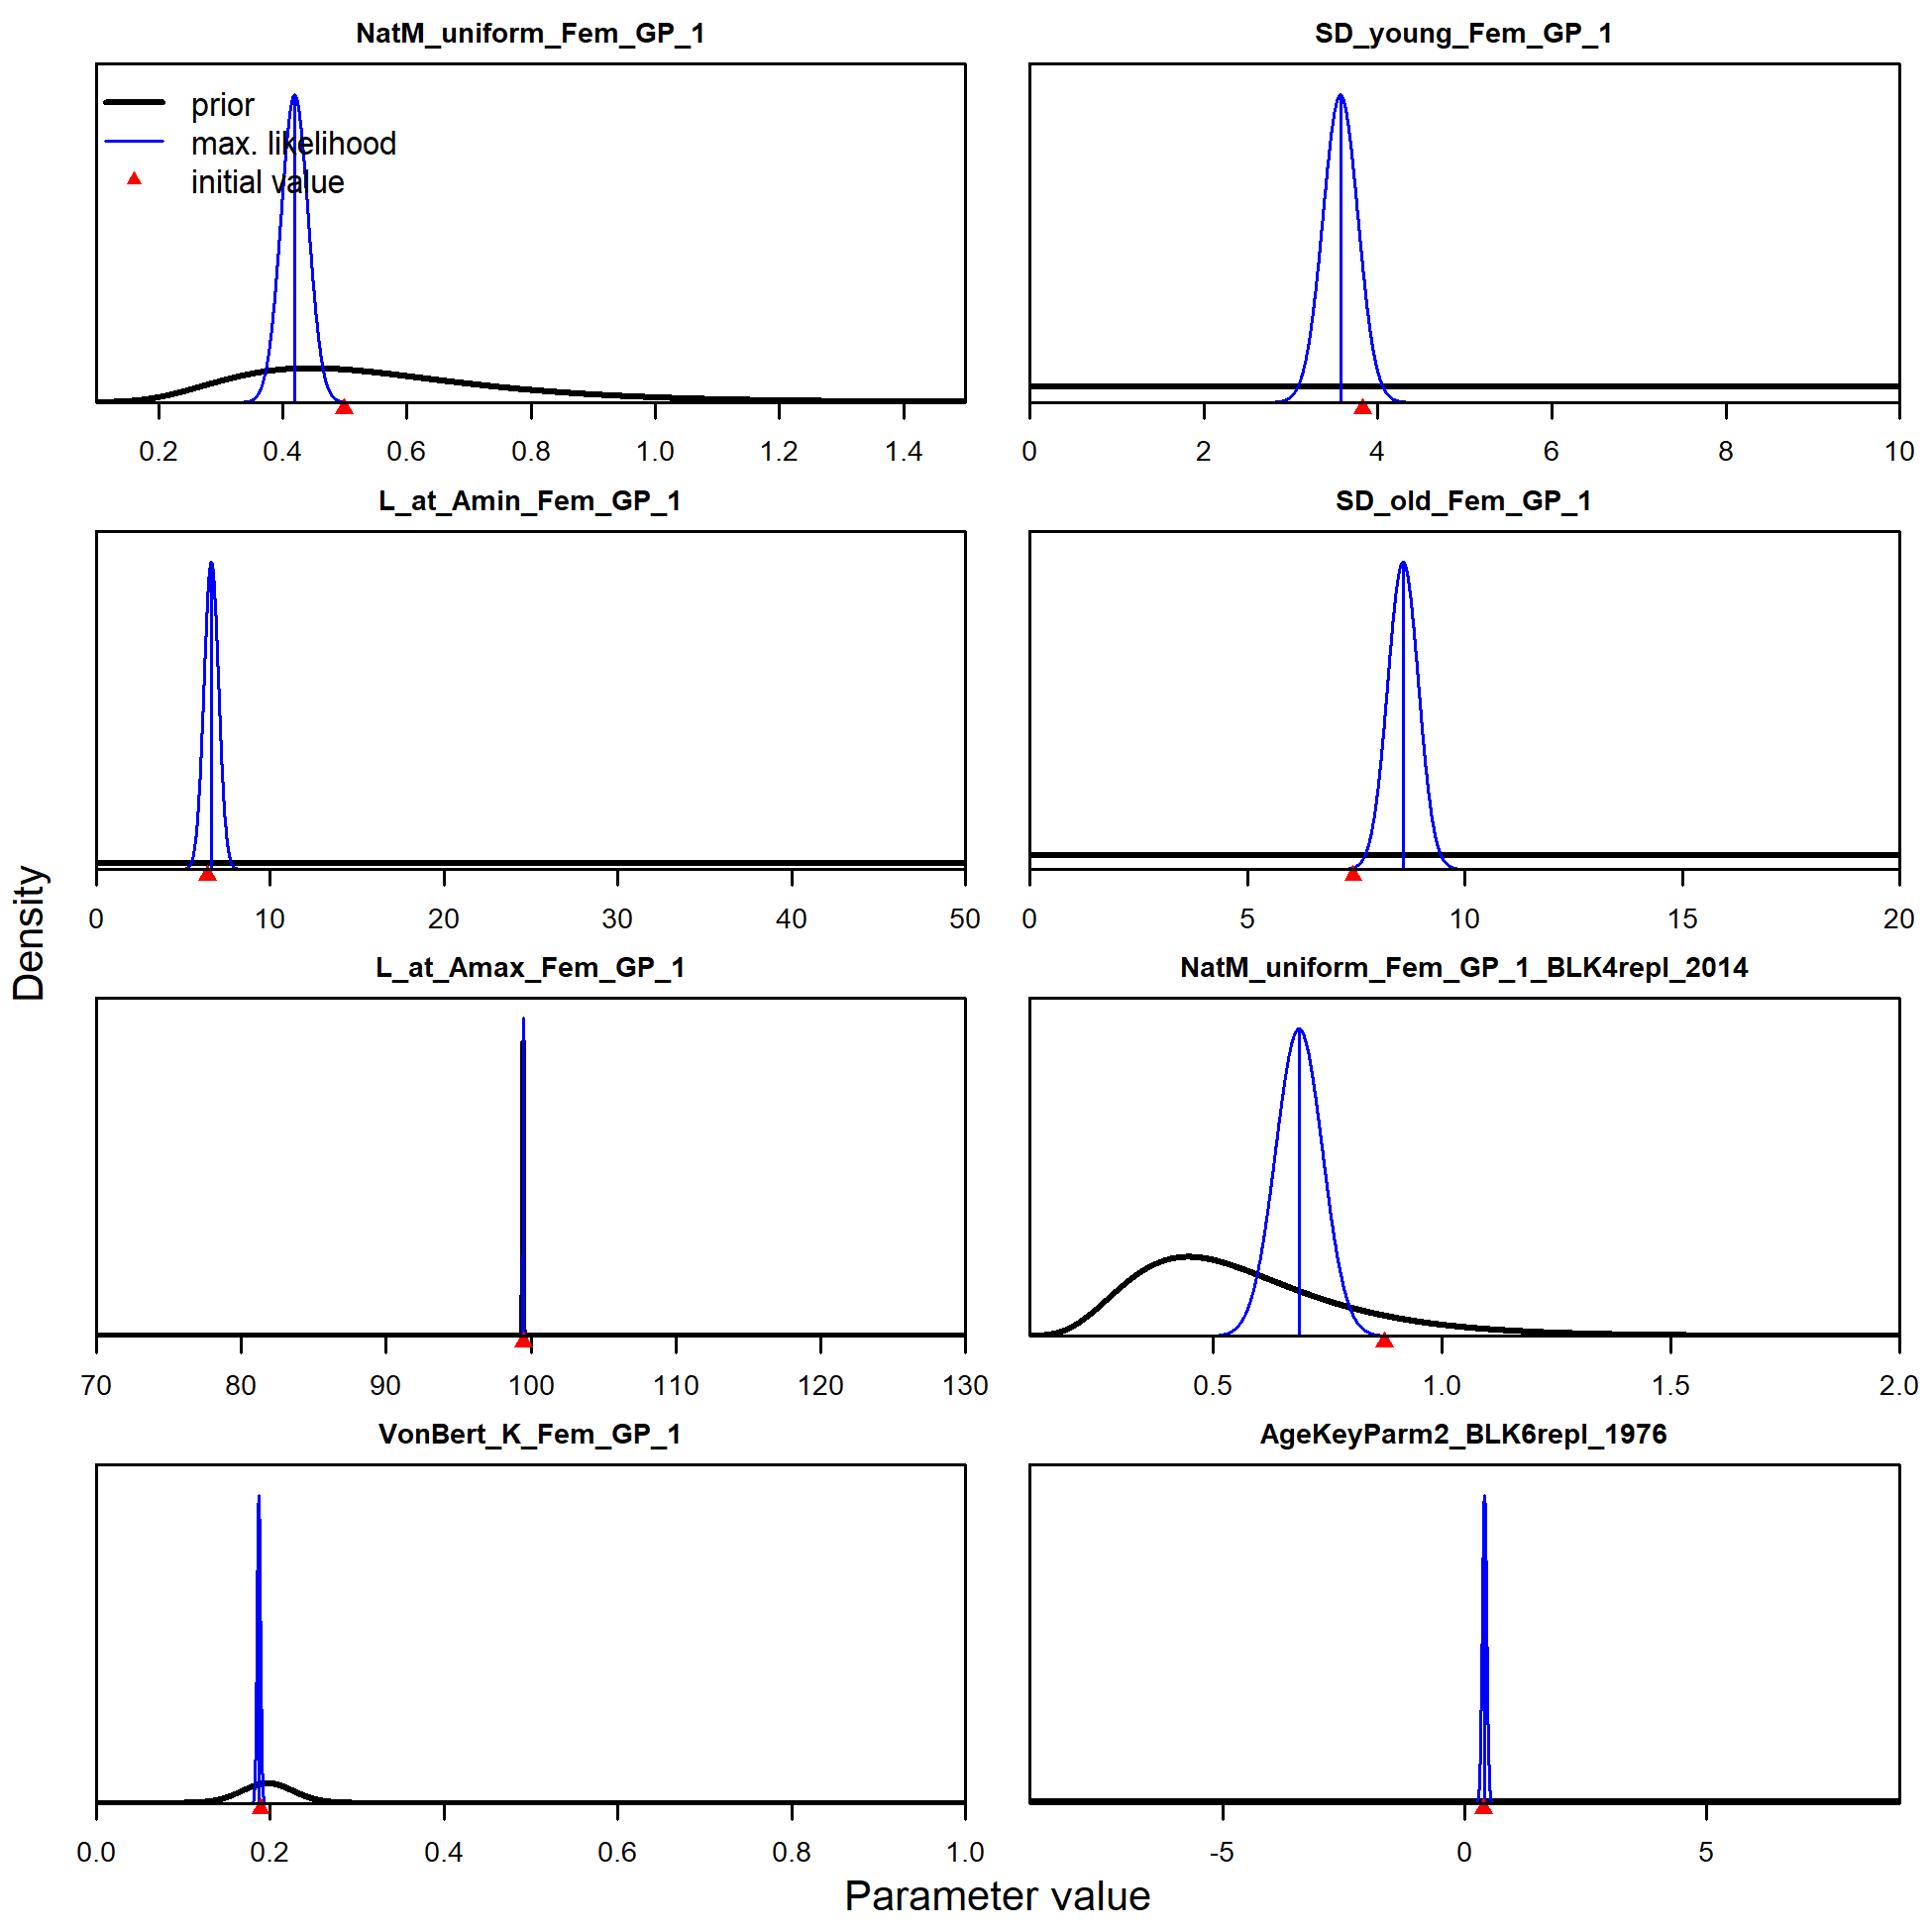 NatM_uniform_Fem_GP_1
SD_young_Fem_GP_1
prior
max. likelihood
initial value
0.2 0.4 0.6 0.8 1.0 1.2 1.4
0 2 4 6 8 10
L_at_Amin_Fem_GP_1
SD_old_Fem_GP_1
0 10 20 30 40 50
0 5 10 15 20
Density
L_at_Amax_Fem_GP_1
NatM_uniform_Fem_GP_1_BLK4repl_2014
70 80 90 100 110 120 130
0.5 1.0 1.5 2.0
VonBert_K_Fem_GP_1
AgeKeyParm2_BLK6repl_1976
0.0 0.2 0.4 0.6 0.8 1.0
-5 0 5
Parameter value